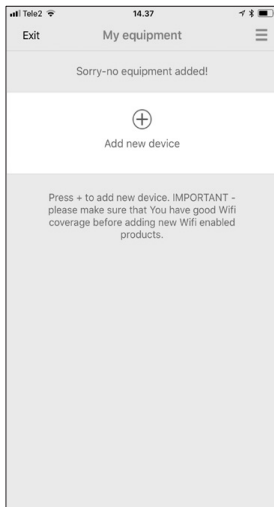 Tele2 14.37
Exit My equipment
Sorry-no equipment added!
Add new device
Press + to add new device. IMPORTANT -
please make sure that You have good Wifi
coverage before adding new Wifi enabled
products.